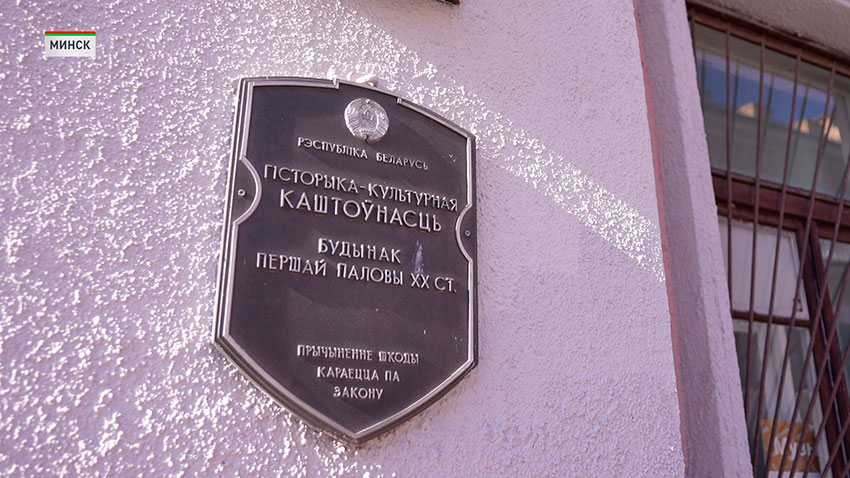 МИНСК
РЭСПУБЛІКА БЕЛАРУСЬ
ГІСТОРЫКА-КУЛЬТУРНАЯ
КАШТОЎНАСЦЬ
БУДЫНАК
ПЕРШАЙ ПАЛОВЫ XX СТ.
ПРЫЧЫНЕННЕ ШКОДЫ
КАРАЕЦЦА ПА
ЗАКОНУ